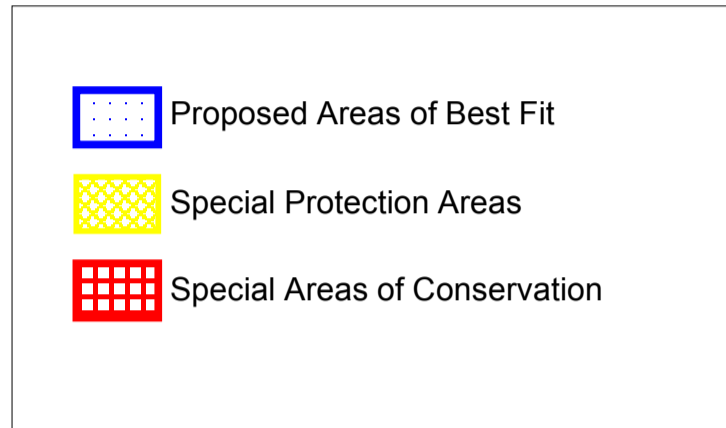 Proposed Areas of Best Fit
Special Protection Areas
Special Areas of Conservation